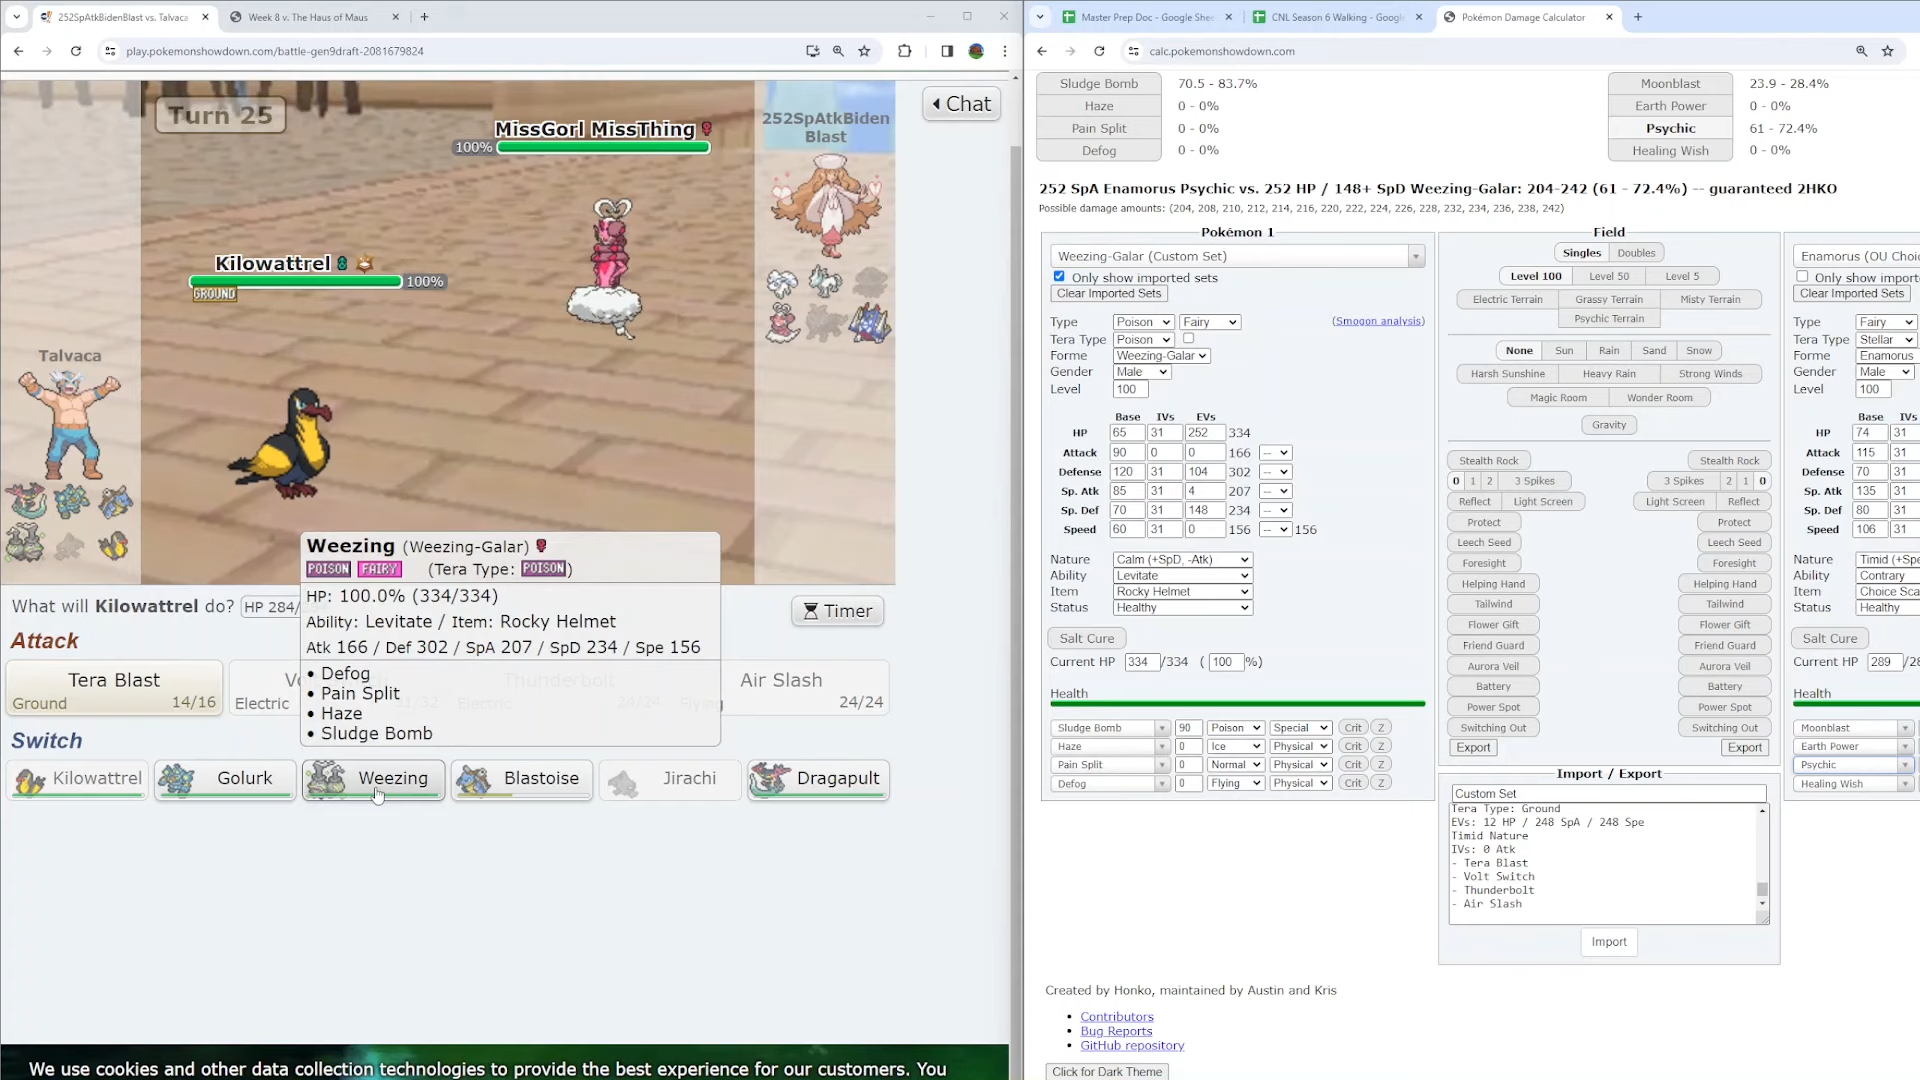 252SpAtkBidenBlast vs. Talvaca
Week 8 v. The Haus of Maus
play.pokemonshowdown.com/battle-gen9draft-2081679824
Turn 25
Chat
MissGorl MissThing
100%
252SpAtkBiden
Blast
Kilowattrel
100%
GROUND
Talvaca
Weezing (Weezing-Galar)
POISON FAIRY (Tera Type: POISON)
HP: 100.0% (334/334)
Ability: Levitate / Item: Rocky Helmet
Atk 166 / Def 302 / SpA 207 / SpD 234 / Spe 156
• Defog
• Pain Split
• Haze
• Sludge Bomb
What will Kilowattrel do? HP 284/
Timer
Attack
Tera Blast
Ground 14/16
Electric
Thunderbolt
Electric 24/24
Air Slash
Flying 24/24
Switch
Kilowattrel
Golurk
Weezing
Blastoise
Jirachi
Dragapult
We use cookies and other data collection technologies to provide the best experience for our customers. You
Master Prep Doc - Google Shee
CNL Season 6 Walking - Google
Pokémon Damage Calculator
calc.pokemonshowdown.com
Sludge Bomb 70.5 - 83.7%
Haze 0 - 0%
Pain Split 0 - 0%
Defog 0 - 0%
Moonblast 23.9 - 28.4%
Earth Power 0 - 0%
Psychic 61 - 72.4%
Healing Wish 0 - 0%
252 SpA Enamorus Psychic vs. 252 HP / 148+ SpD Weezing-Galar: 204-242 (61 - 72.4%) -- guaranteed 2HKO
Possible damage amounts: (204, 208, 210, 212, 214, 216, 220, 222, 224, 226, 228, 232, 234, 236, 238, 242)
Pokémon 1
Weezing-Galar (Custom Set)
Only show imported sets
Clear Imported Sets
Type Poison Fairy (Smogon analysis)
Tera Type Poison
Forme Weezing-Galar
Gender Male
Level 100
Base IVs EVs
HP 65 31 252 334
Attack 90 0 0 166 --
Defense 120 31 104 302 --
Sp. Atk 85 31 4 207 --
Sp. Def 70 31 148 234 --
Speed 60 31 0 156 -- 156
Nature Calm (+SpD, -Atk)
Ability Levitate
Item Rocky Helmet
Status Healthy
Salt Cure
Current HP 334 /334 ( 100 %)
Health
Sludge Bomb 90 Poison Special Crit Z
Haze 0 Ice Physical Crit Z
Pain Split 0 Normal Physical Crit Z
Defog 0 Flying Physical Crit Z
Field
Singles Doubles
Level 100 Level 50 Level 5
Electric Terrain Grassy Terrain Misty Terrain
Psychic Terrain
None Sun Rain Sand Snow
Harsh Sunshine Heavy Rain Strong Winds
Magic Room Wonder Room
Gravity
Stealth Rock Stealth Rock
0 1 2 3 Spikes 3 Spikes 2 1 0
Reflect Light Screen Light Screen Reflect
Protect Protect
Leech Seed Leech Seed
Foresight Foresight
Helping Hand Helping Hand
Tailwind Tailwind
Flower Gift Flower Gift
Friend Guard Friend Guard
Aurora Veil Aurora Veil
Battery Battery
Power Spot Power Spot
Switching Out Switching Out
Export Export
Import / Export
Custom Set
Tera Type: Ground
EVs: 12 HP / 248 SpA / 248 Spe
Timid Nature
IVs: 0 Atk
- Tera Blast
- Volt Switch
- Thunderbolt
- Air Slash
Import
Enamorus (OU Choic
Only show importe
Clear Imported Sets
Type Fairy
Tera Type Stellar
Forme Enamorus
Gender Male
Level 100
Base IVs
HP 74 31
Attack 115 31
Defense 70 31
Sp. Atk 135 31
Sp. Def 80 31
Speed 106 31
Nature Timid (+Spe
Ability Contrary
Item Choice Sca
Status Healthy
Salt Cure
Current HP 289 /28
Health
Moonblast
Earth Power
Psychic
Healing Wish
Created by Honko, maintained by Austin and Kris
• Contributors
• Bug Reports
• GitHub repository
Click for Dark Theme